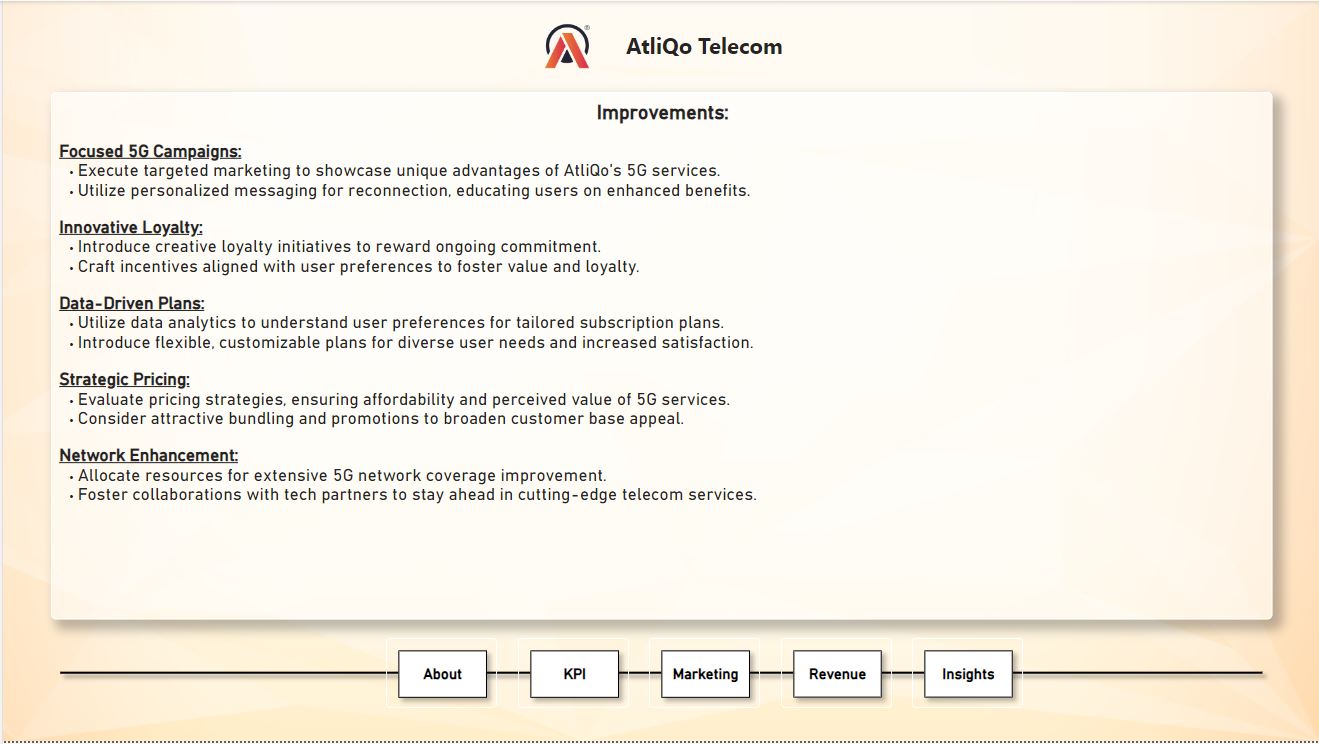 AtliQo Telecom
Improvements:
Focused 5G Campaigns:
• Execute targeted marketing to showcase unique advantages of AtliQo's 5G services.
• Utilize personalized messaging for reconnection, educating users on enhanced benefits.
Innovative Loyalty:
• Introduce creative loyalty initiatives to reward ongoing commitment.
• Craft incentives aligned with user preferences to foster value and loyalty.
Data-Driven Plans:
• Utilize data analytics to understand user preferences for tailored subscription plans.
• Introduce flexible, customizable plans for diverse user needs and increased satisfaction.
Strategic Pricing:
• Evaluate pricing strategies, ensuring affordability and perceived value of 5G services.
• Consider attractive bundling and promotions to broaden customer base appeal.
Network Enhancement:
• Allocate resources for extensive 5G network coverage improvement.
• Foster collaborations with tech partners to stay ahead in cutting-edge telecom services.
About
KPI
Marketing
Revenue
Insights